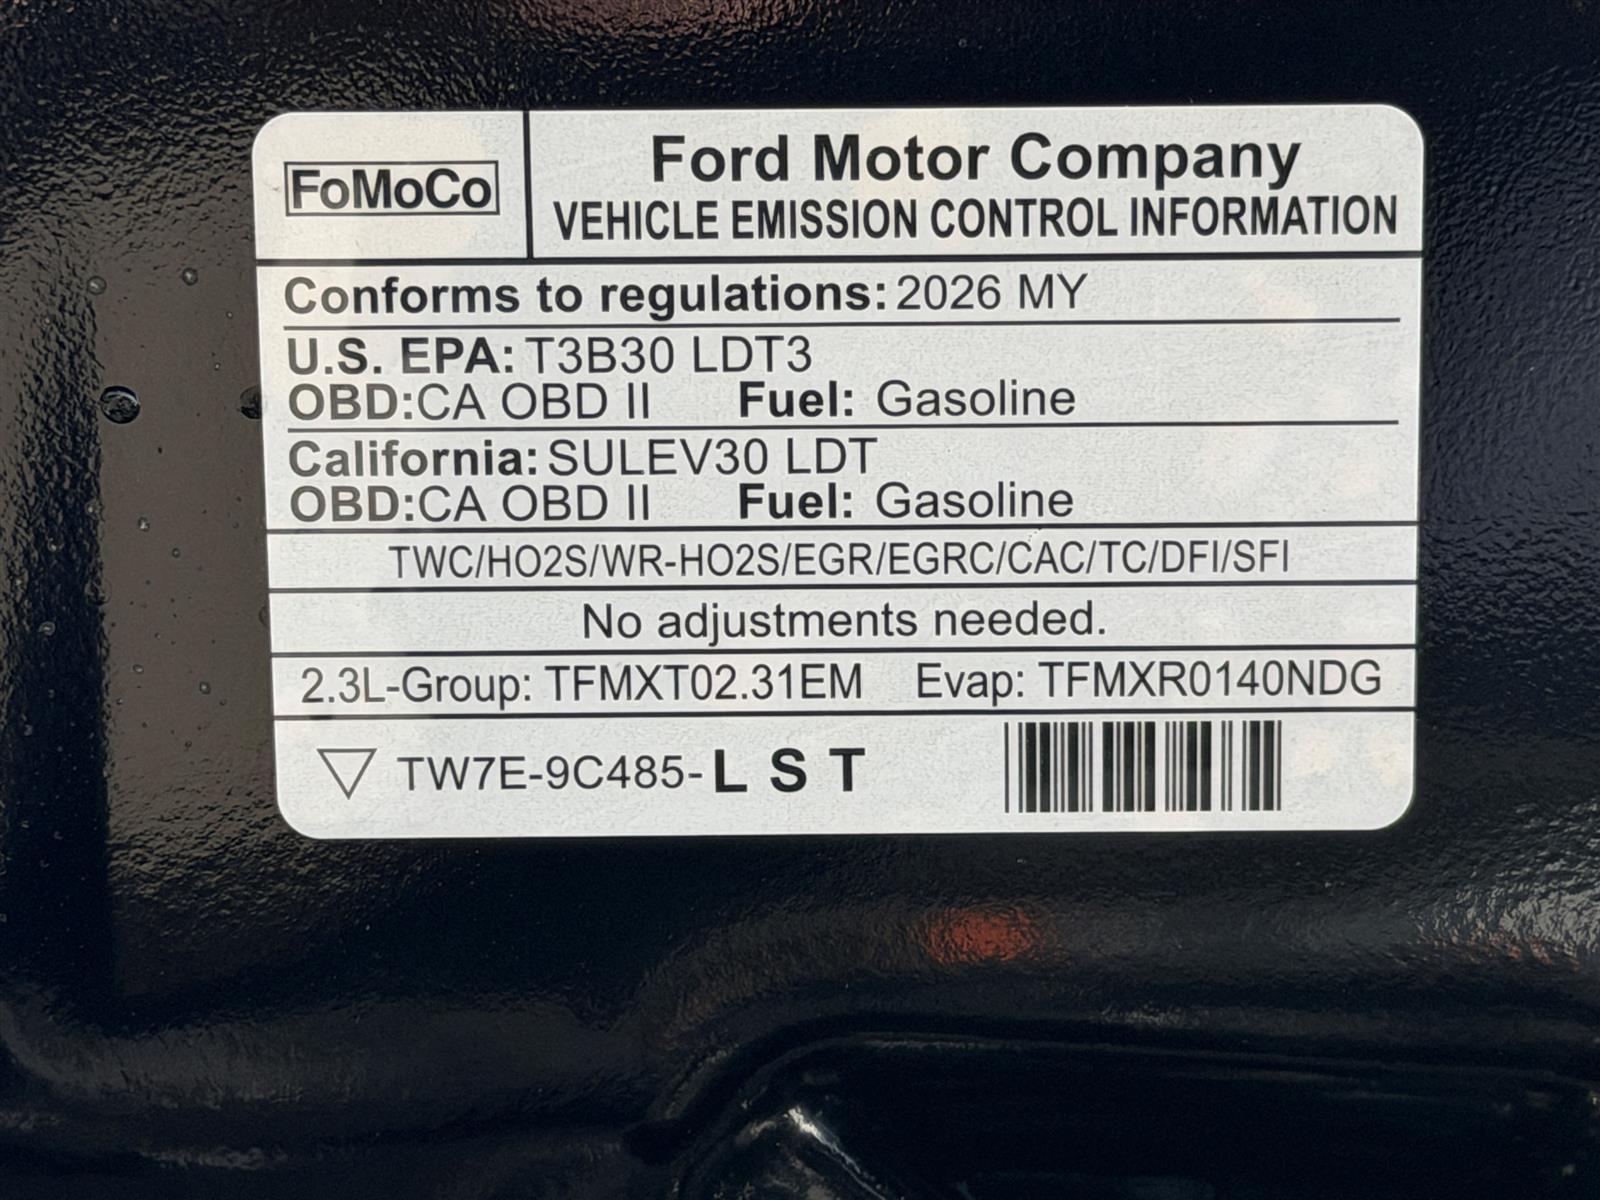 FoMoCo
Ford Motor Company
VEHICLE EMISSION CONTROL INFORMATION
Conforms to regulations: 2026 MY
U.S. EPA: T3B30 LDT3
OBD:CA OBD II Fuel: Gasoline
California: SULEV30 LDT
OBD:CA OBD II Fuel: Gasoline
TWC/HO2S/WR-HO2S/EGR/EGRC/CAC/TC/DFI/SFI
No adjustments needed.
2.3L-Group: TFMXT02.31EM Evap: TFMXR0140NDG
TW7E-9C485-L S T